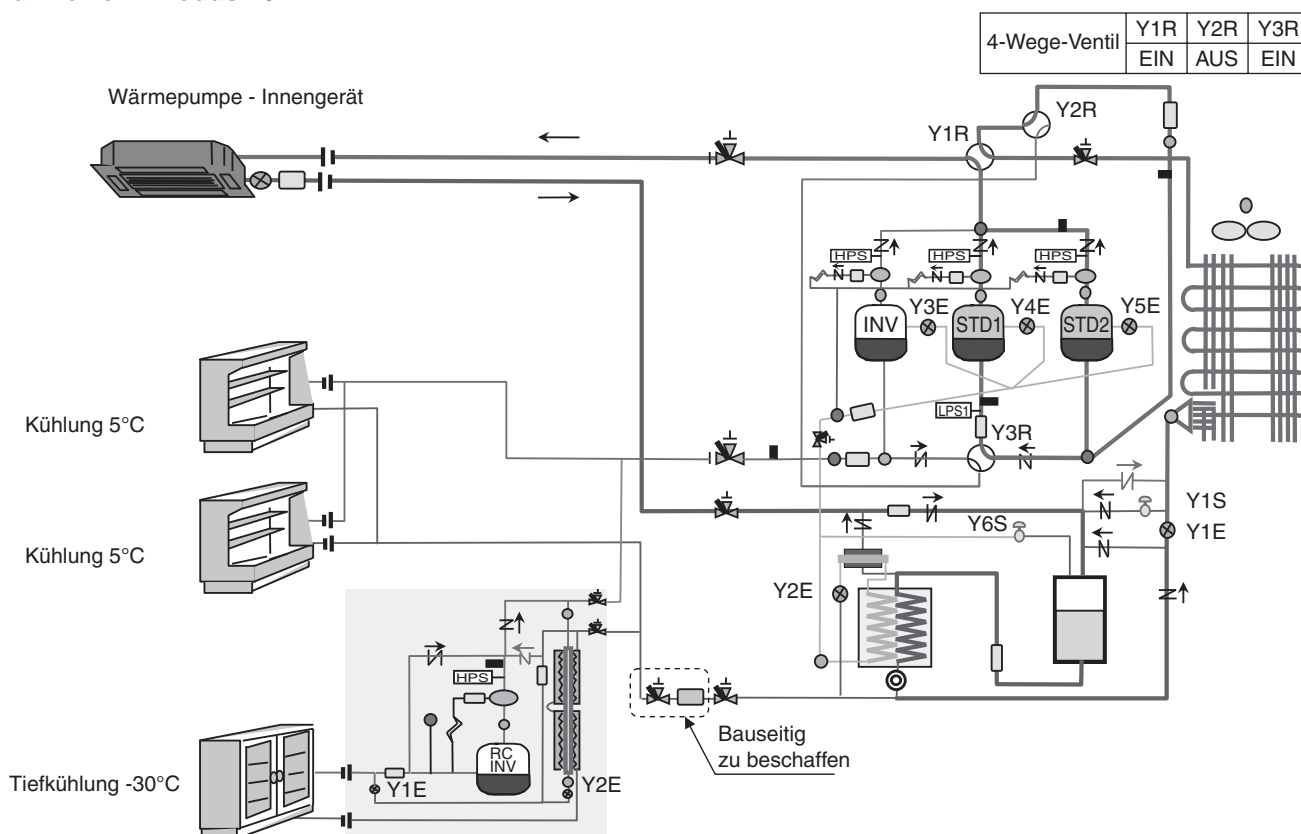 4-Wege-Ventil Y1R Y2R Y3R
EIN AUS EIN
Wärmepumpe - Innengerät
Y2R
Y1R
HPS HPS HPS
INV Y3E STD1 Y4E STD2 Y5E
LPS1
Y3R
Kühlung 5°C
Y1S
Y6S
Y1E
Kühlung 5°C
Y2E
HPS
Bauseitig
zu beschaffen
RC
INV
Tiefkühlung -30°C
Y1E
Y2E